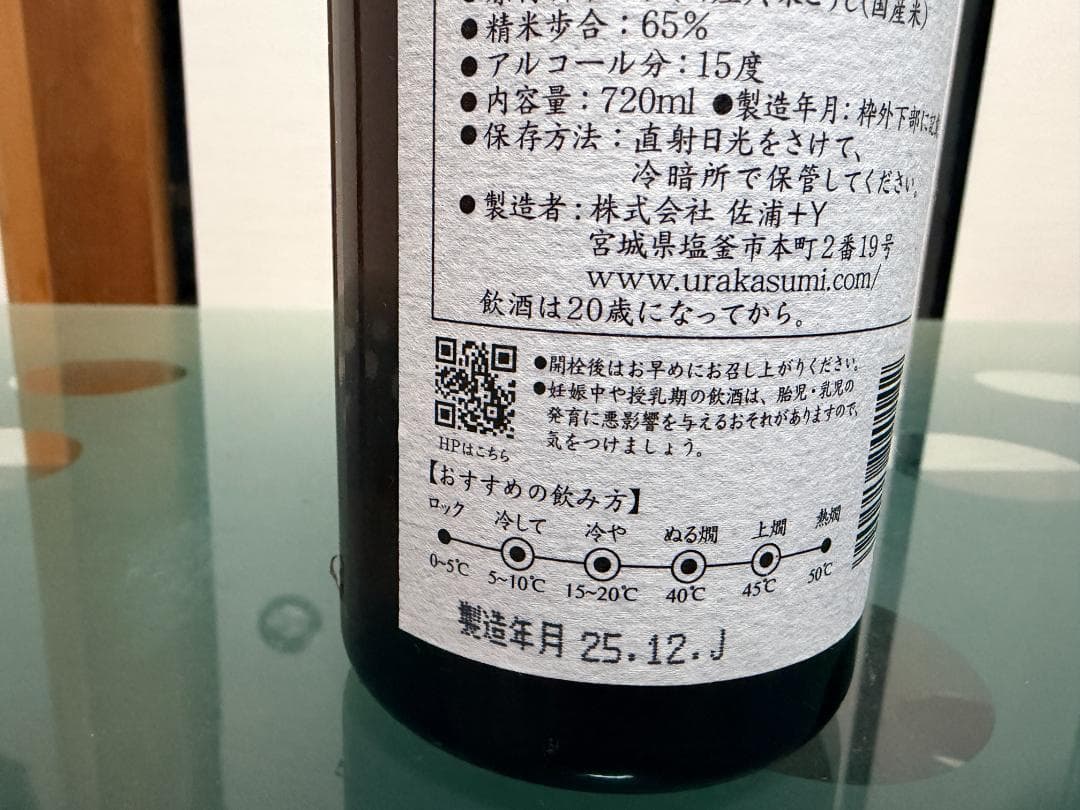 (国産米)
●精米歩合：65%
●アルコール分：15度
●内容量：720ml ●製造年月：枠外下部に記載
●保存方法：直射日光をさけて、
冷暗所で保管してください。
●製造者：株式会社 佐浦+Y
宮城県塩釜市本町2番19号
www.urakasumi.com/
飲酒は20歳になってから。
●開栓後はお早めにお召し上がりください。
●妊娠中や授乳期の飲酒は、胎児・乳児の
発育に悪影響を与えるおそれがありますので、
気をつけましょう。
HPはこちら
【おすすめの飲み方】
ロック 冷して 冷や ぬる燗 上燗 熱燗
0~5℃ 5~10℃ 15~20℃ 40℃ 45℃ 50℃
製造年月 25.12.J